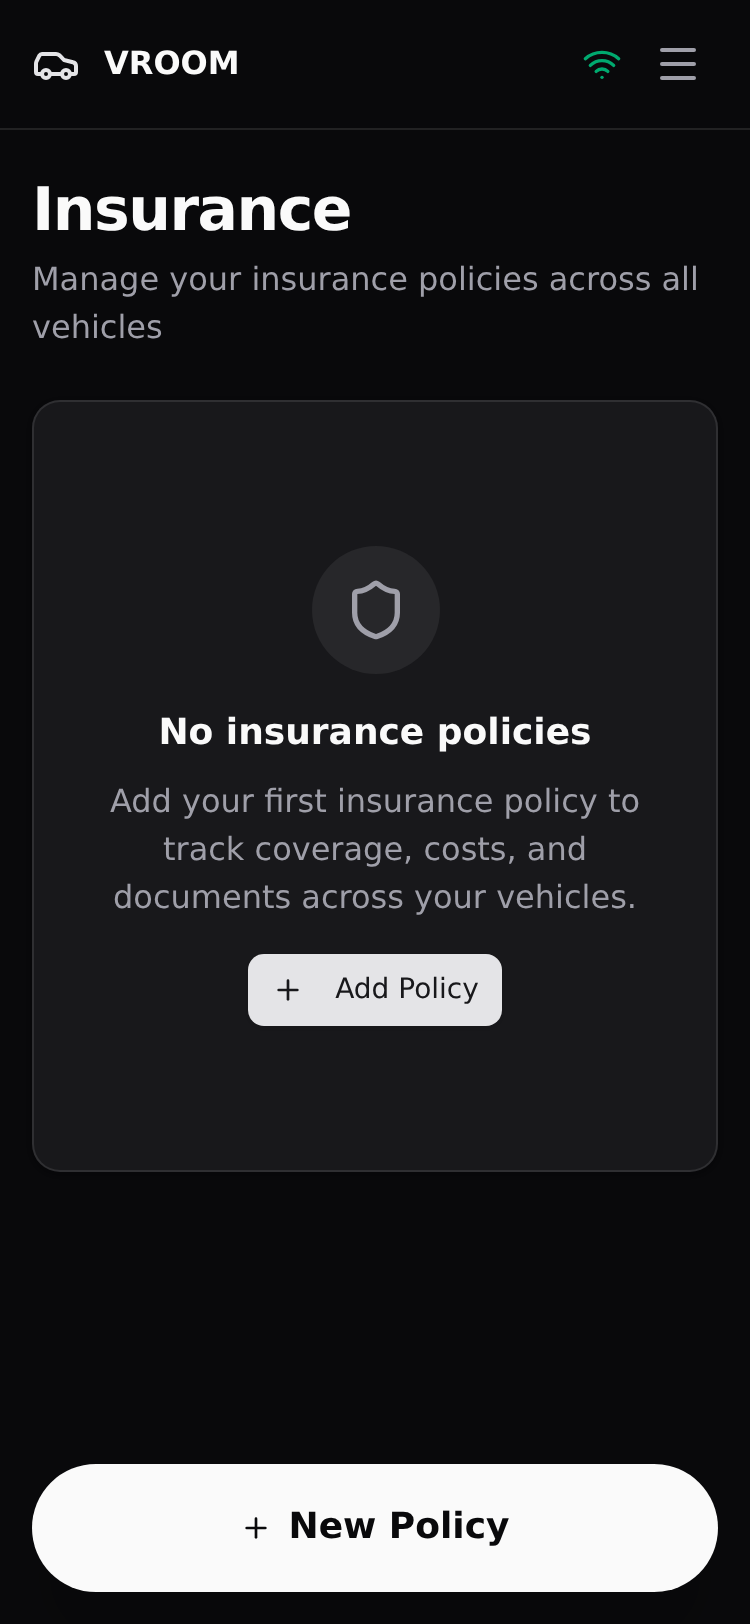 VROOM
Insurance
Manage your insurance policies across all
vehicles
No insurance policies
Add your first insurance policy to
track coverage, costs, and
documents across your vehicles.
+ Add Policy
+ New Policy